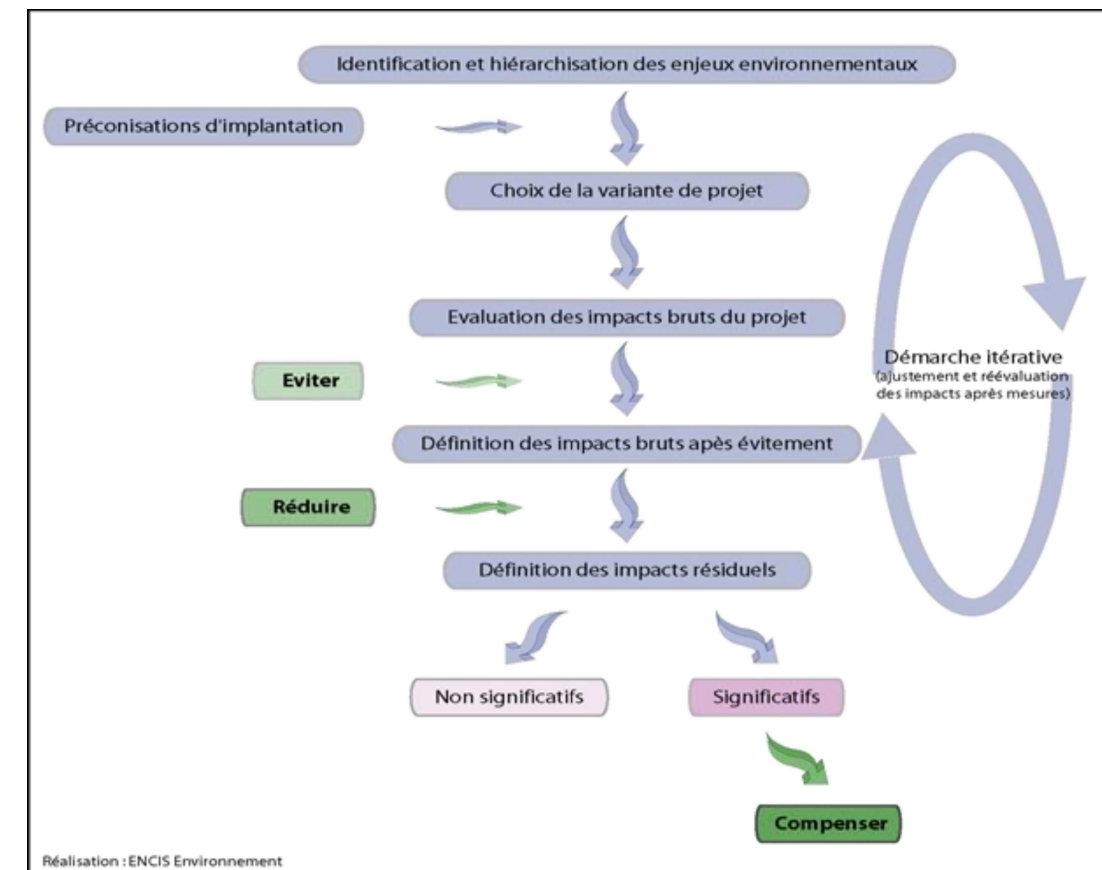 Identification et hiérarchisation des enjeux environnementaux
Préconisations d'implantation
Choix de la variante de projet
Evaluation des impacts bruts du projet
Démarche itérative
(ajustement et réévaluation
des impacts après mesures)
Eviter
Définition des impacts bruts apès évitement
Réduire
Définition des impacts résiduels
Non significatifs
Significatifs
Compenser
Réalisation : ENCIS Environnement